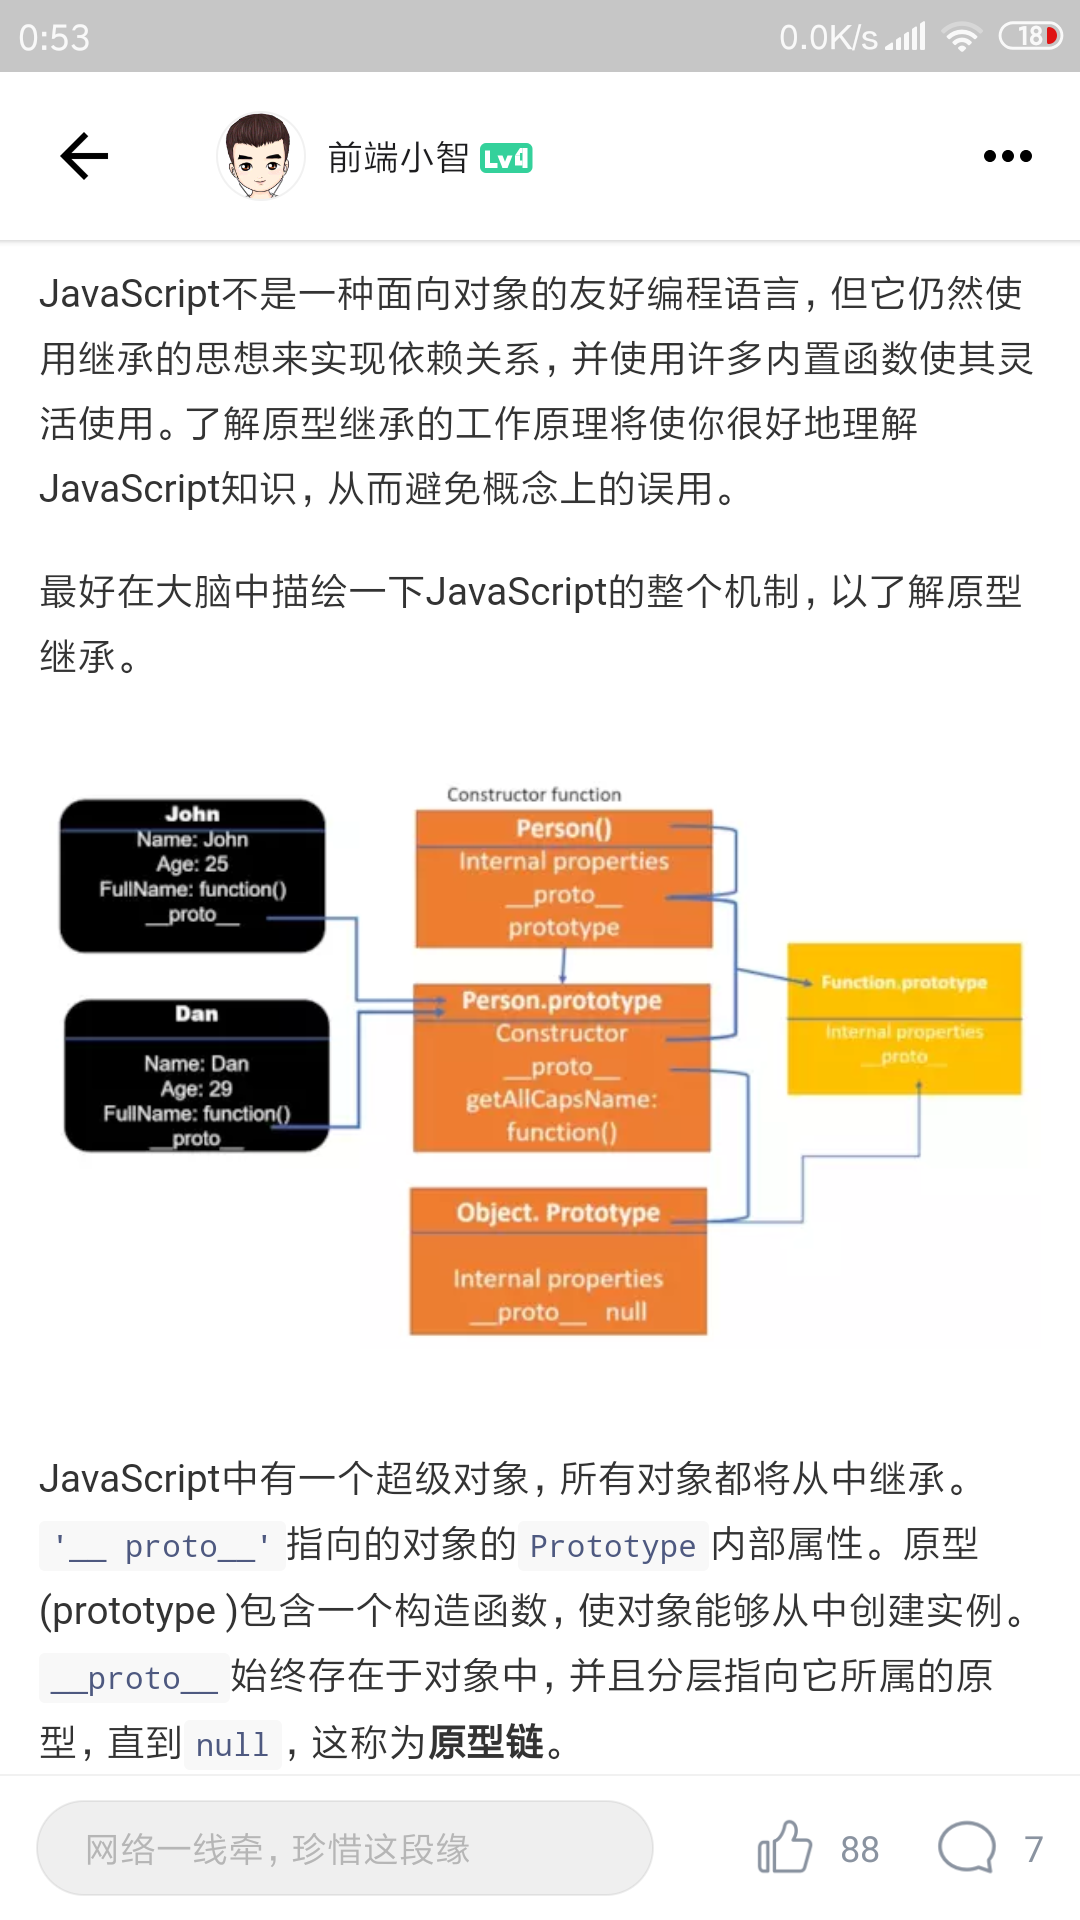 0:53
0.0K/s
18
前端小智 Lv4
JavaScript不是一种面向对象的友好编程语言，但它仍然使
用继承的思想来实现依赖关系，并使用许多内置函数使其灵
活使用。了解原型继承的工作原理将使你很好地理解
JavaScript知识，从而避免概念上的误用。
最好在大脑中描绘一下JavaScript的整个机制，以了解原型
继承。
John
Name: John
Age: 25
FullName: function()
__proto__
Dan
Name: Dan
Age: 29
FullName: function()
__proto__
Constructor function
Person()
Internal properties
__proto__
prototype
Person.prototype
Constructor
__proto__
getAllCapsName:
function()
Object. Prototype
Internal properties
__proto__ null
Function.prototype
Internal properties
__proto__
JavaScript中有一个超级对象，所有对象都将从中继承。
'__ proto__'指向的对象的 Prototype 内部属性。原型
(prototype )包含一个构造函数，使对象能够从中创建实例。
__proto__ 始终存在于对象中，并且分层指向它所属的原
型，直到 null ，这称为原型链。
网络一线牵，珍惜这段缘
88
7